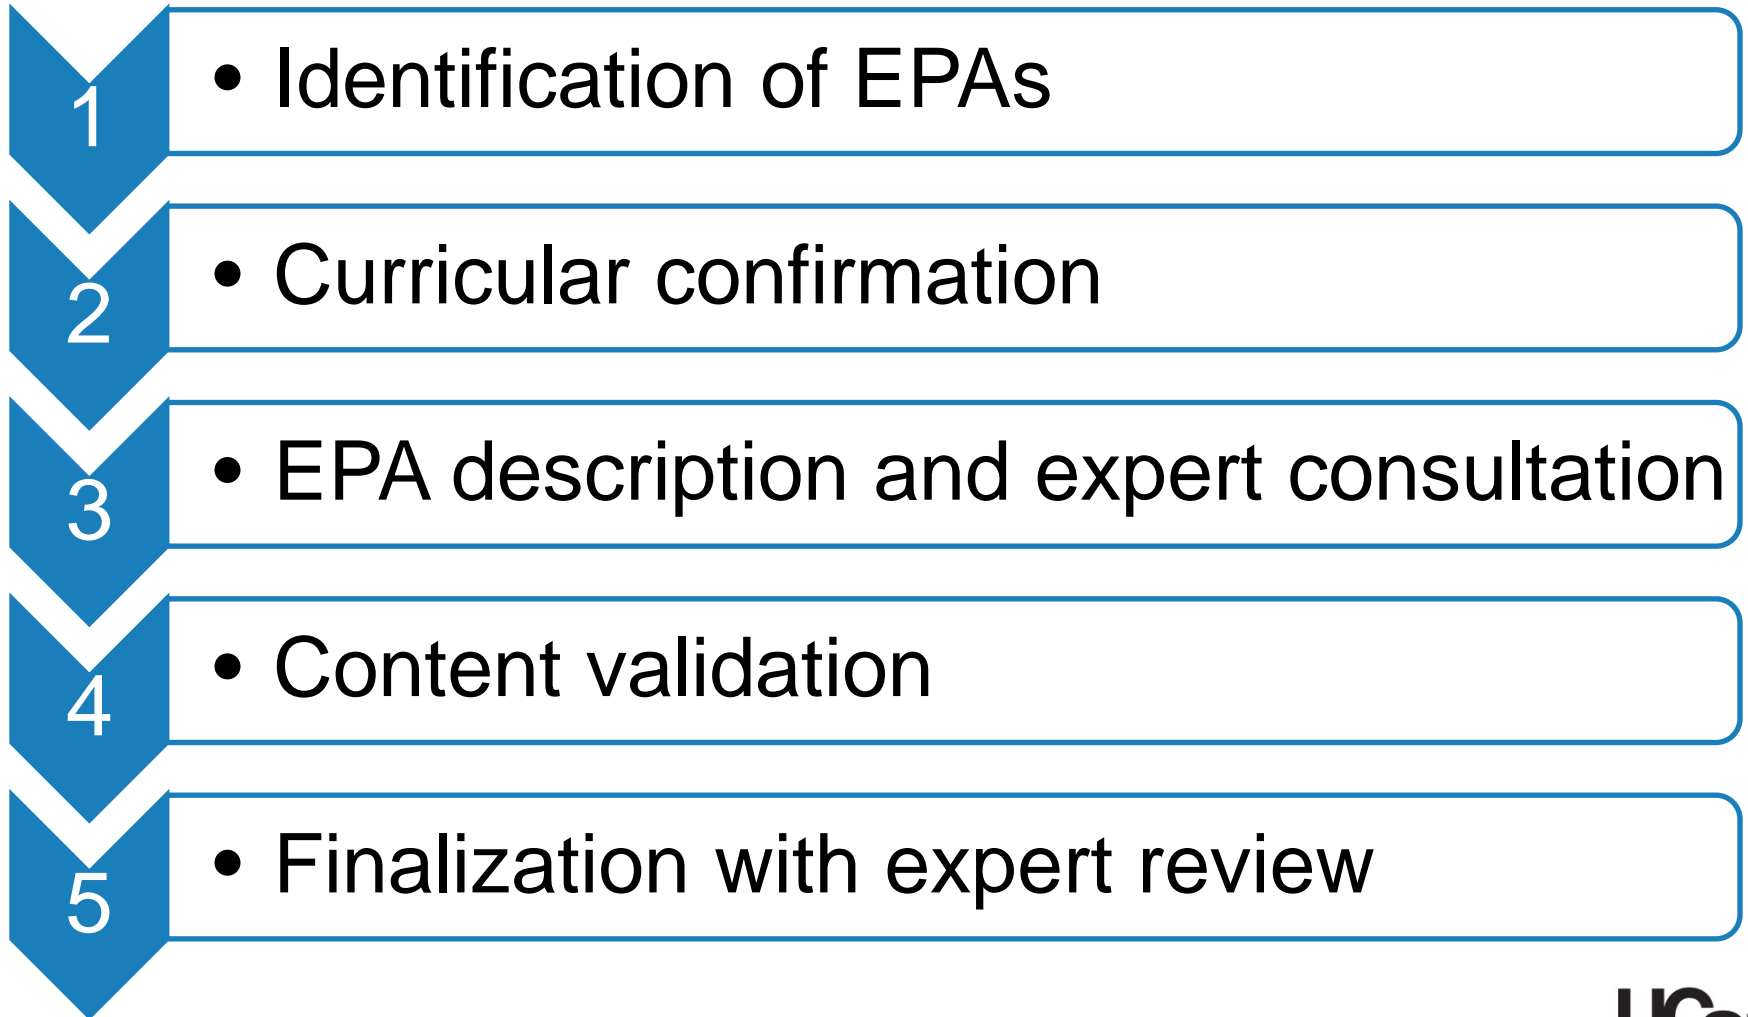 1
• Identification of EPAs
2
• Curricular confirmation
3
• EPA description and expert consultation
4
• Content validation
5
• Finalization with expert review